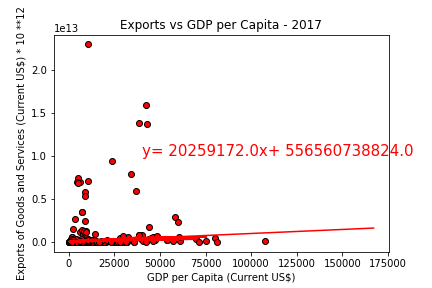 Exports vs GDP per Capita - 2017
1e13
Exports of Goods and Services (Current US$) * 10 **12
2.0
1.5
1.0
0.5
0.0
y= 20259172.0x+ 556560738824.0
0
25000
50000
75000
100000
125000
150000
175000
GDP per Capita (Current US$)